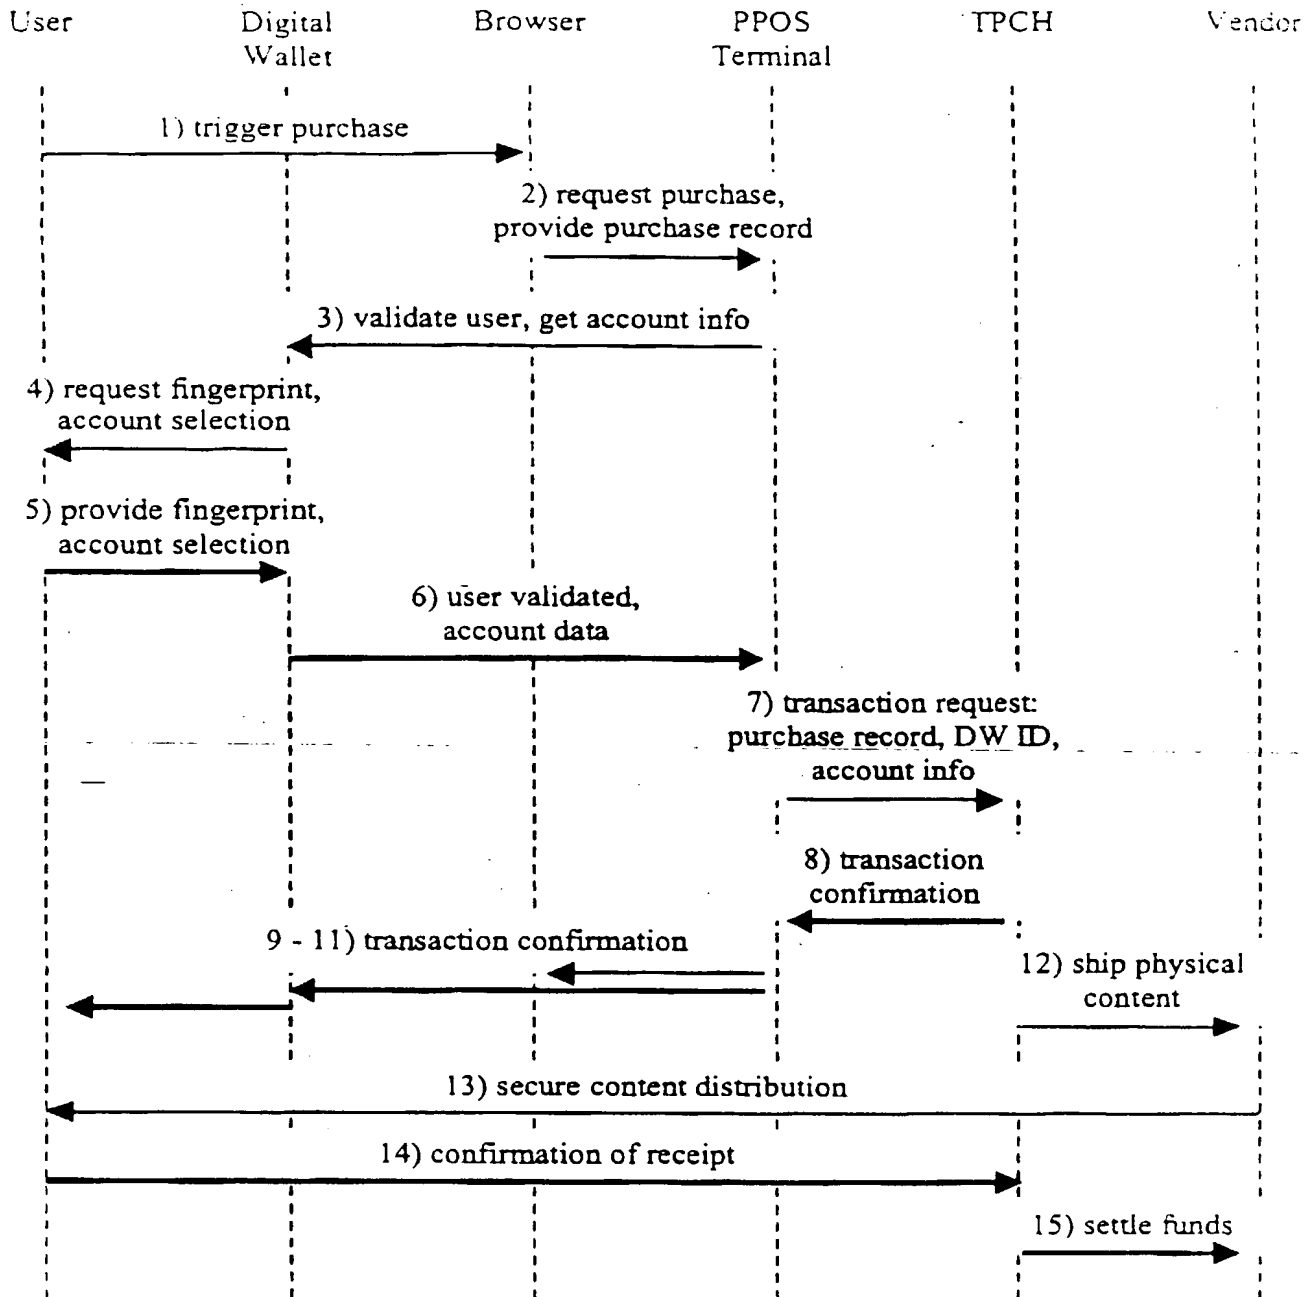 User
Digital
Wallet
Browser
PPOS
Terminal
TPCH
Vendor
1) trigger purchase
2) request purchase,
provide purchase record
3) validate user, get account info
4) request fingerprint,
account selection
5) provide fingerprint,
account selection
6) user validated,
account data
7) transaction request:
purchase record, DW ID,
account info
8) transaction
confirmation
9 - 11) transaction confirmation
12) ship physical
content
13) secure content distribution
14) confirmation of receipt
15) settle funds